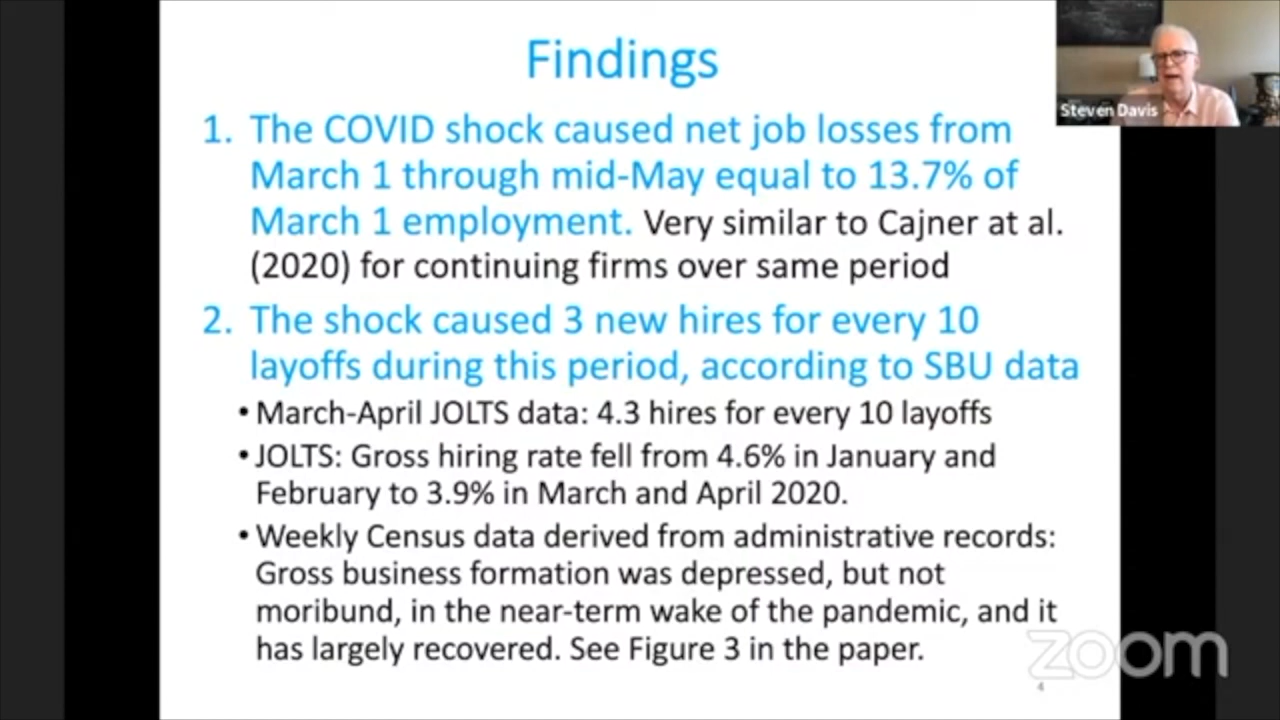 Findings
Steven Davis
1. The COVID shock caused net job losses from
March 1 through mid-May equal to 13.7% of
March 1 employment. Very similar to Cajner at al.
(2020) for continuing firms over same period
2. The shock caused 3 new hires for every 10
layoffs during this period, according to SBU data
• March-April JOLTS data: 4.3 hires for every 10 layoffs
• JOLTS: Gross hiring rate fell from 4.6% in January and
February to 3.9% in March and April 2020.
• Weekly Census data derived from administrative records:
Gross business formation was depressed, but not
moribund, in the near-term wake of the pandemic, and it
has largely recovered. See Figure 3 in the paper.
zoom
4